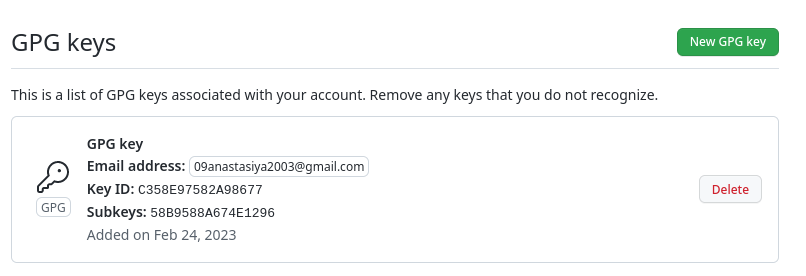 GPG keys
New GPG key
This is a list of GPG keys associated with your account. Remove any keys that you do not recognize.
GPG key
Email address: 09anastasiya2003@gmail.com
Key ID: C358E97582A98677
GPG
Subkeys: 58B9588A674E1296
Added on Feb 24, 2023
Delete